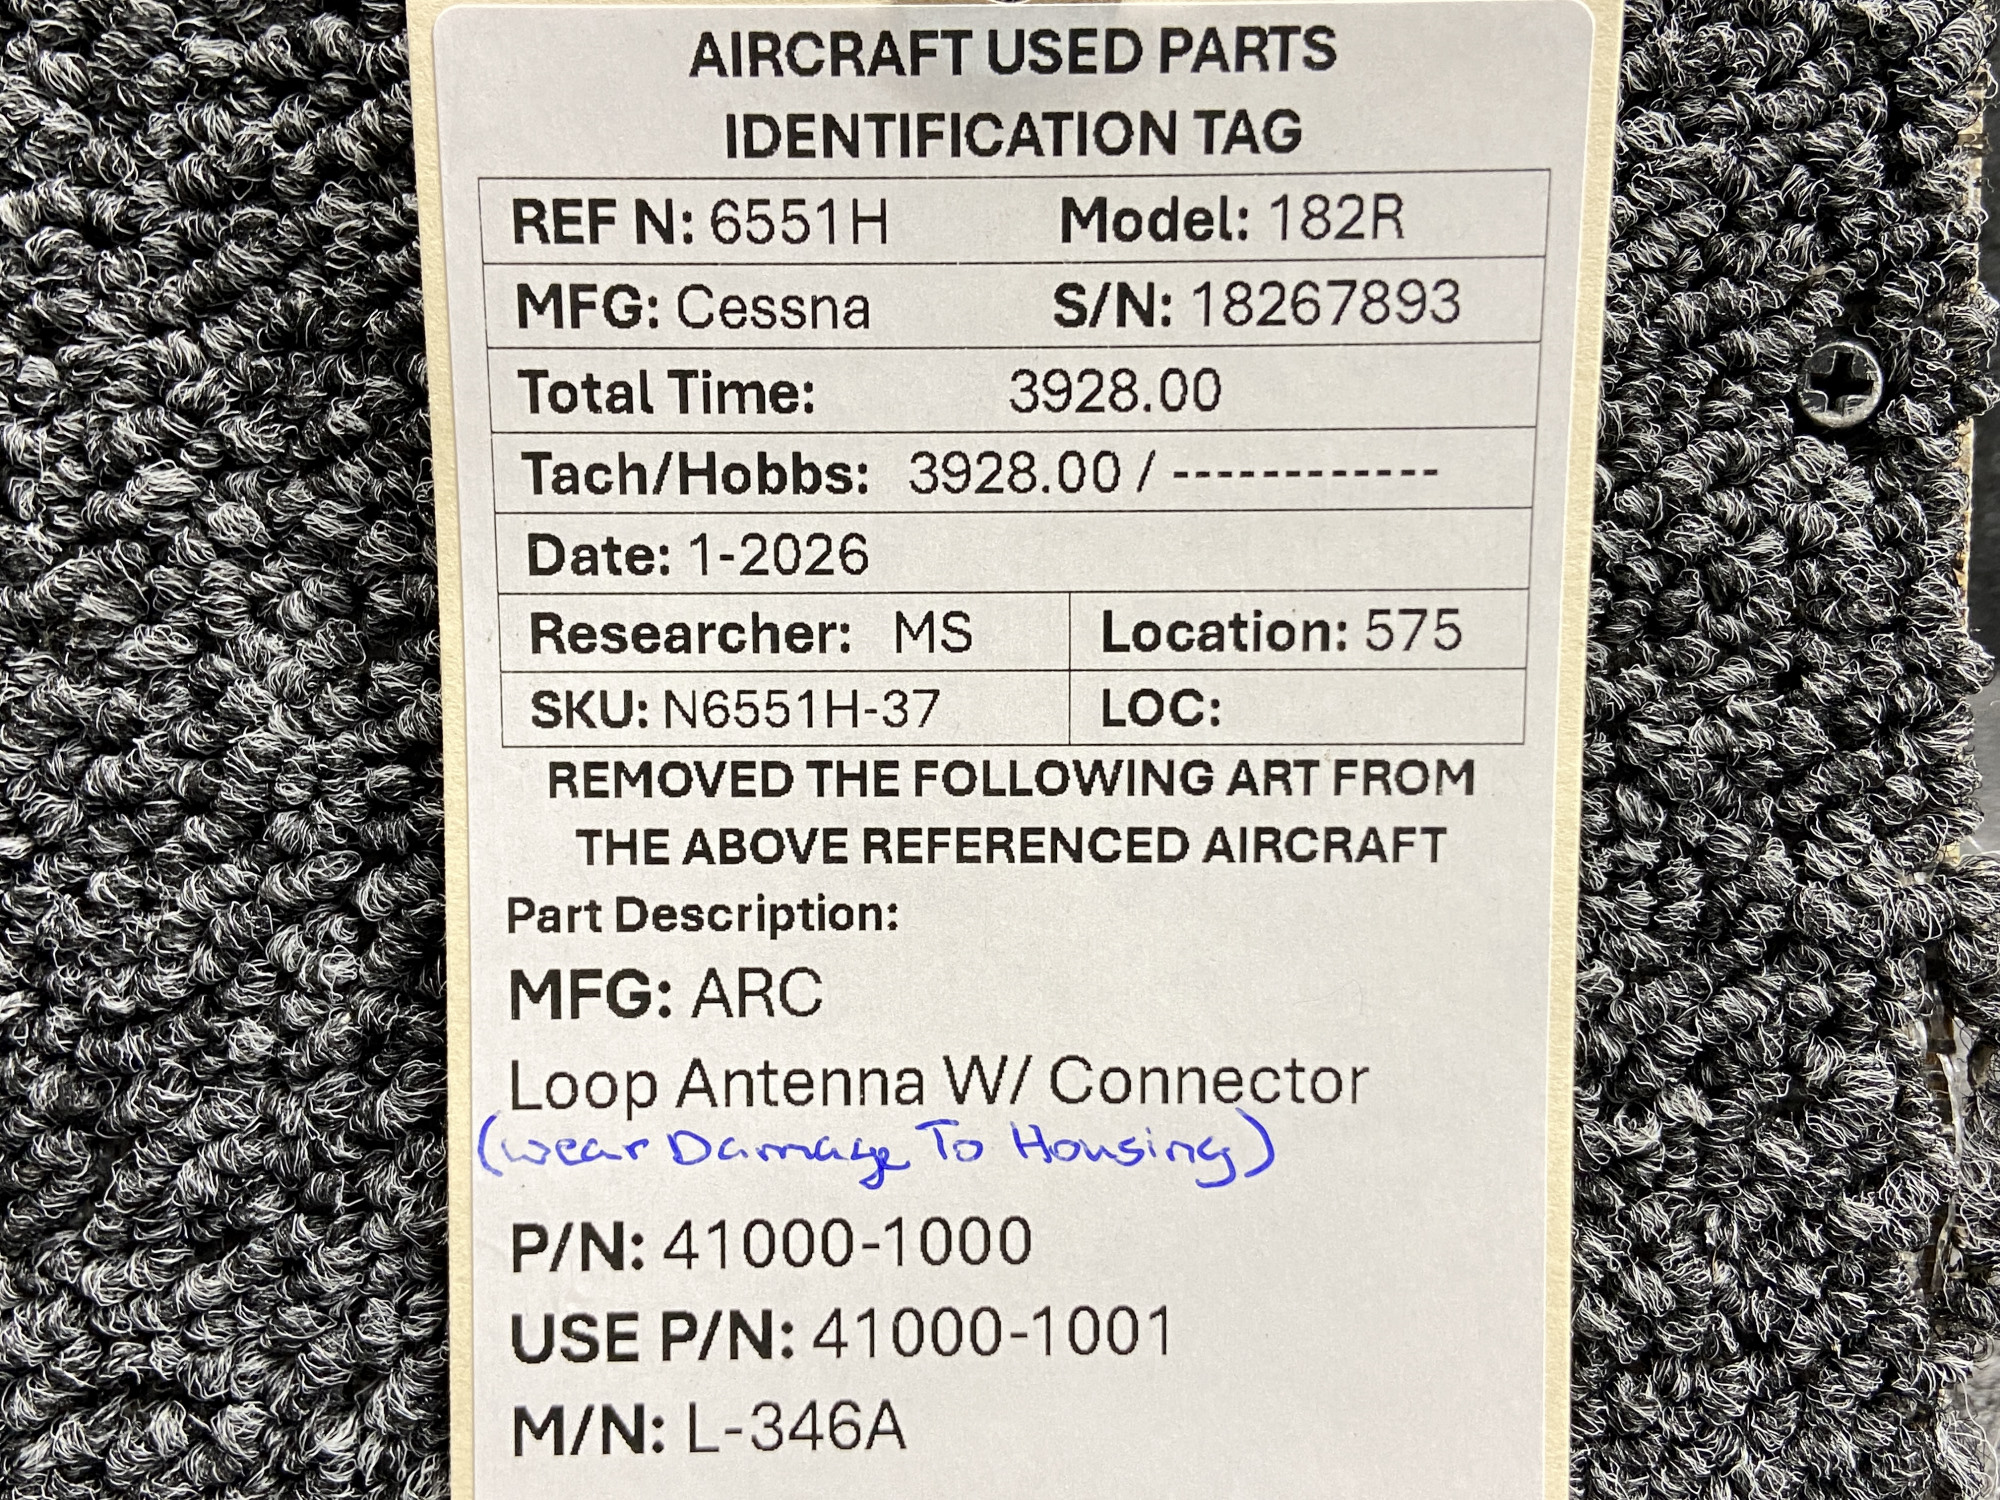 AIRCRAFT USED PARTS
IDENTIFICATION TAG
REF N: 6551H Model: 182R
MFG: Cessna S/N: 18267893
Total Time: 3928.00
Tach/Hobbs: 3928.00 / ------------
Date: 1-2026
Researcher: MS Location: 575
SKU: N6551H-37 LOC:
REMOVED THE FOLLOWING ART FROM
THE ABOVE REFERENCED AIRCRAFT
Part Description:
MFG: ARC
Loop Antenna W/ Connector
(wear Damage To Housing)
P/N: 41000-1000
USE P/N: 41000-1001
M/N: L-346A